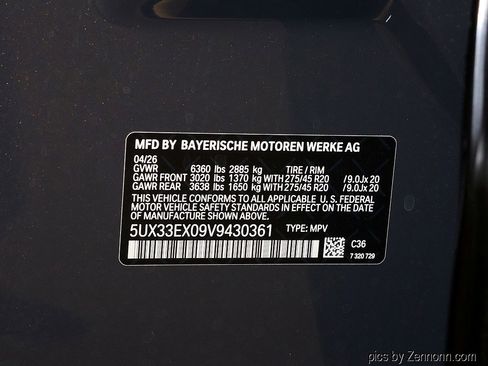 MFD BY BAYERISCHE MOTOREN WERKE AG
04/26
GVWR 6360 lbs 2885 kg TIRE / RIM
GAWR FRONT 3020 lbs 1370 kg WITH 275/45 R20 /9.0Jx 20
GAWR REAR 3638 lbs 1650 kg WITH 275/45 R20 /9.0Jx 20
THIS VEHICLE CONFORMS TO ALL APPLICABLE U. S. FEDERAL
MOTOR VEHICLE SAFETY STANDARDS IN EFFECT ON THE
DATE OF MANUFACTURE SHOWN ABOVE.
5UX33EX09V9430361 TYPE: MPV
C36
7 320 729
pics by Zennonn.com